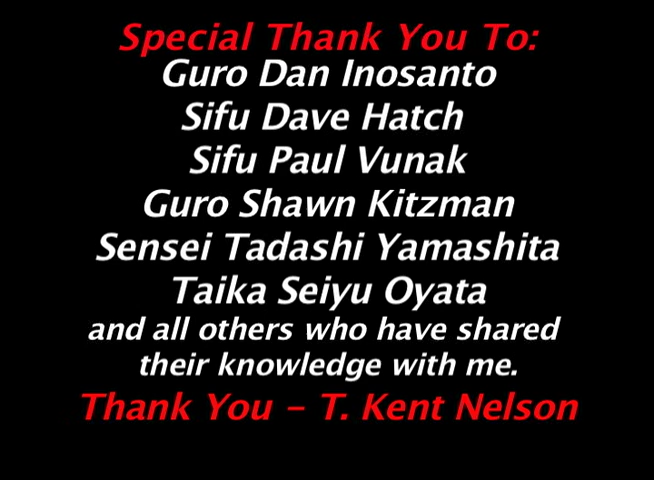 Special Thank You To:
Guro Dan Inosanto
Sifu Dave Hatch
Sifu Paul Vunak
Guro Shawn Kitzman
Sensei Tadashi Yamashita
Taika Seiyu Oyata
and all others who have shared
their knowledge with me.
Thank You - T. Kent Nelson